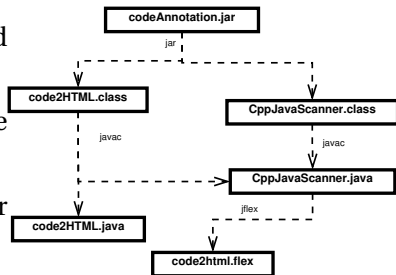 codeAnnotation.jar
d
jar
code2HTML.class
CppJavaScanner.class
e
javac
javac
CppJavaScanner.java
jflex
r
code2HTML.java
code2html.flex